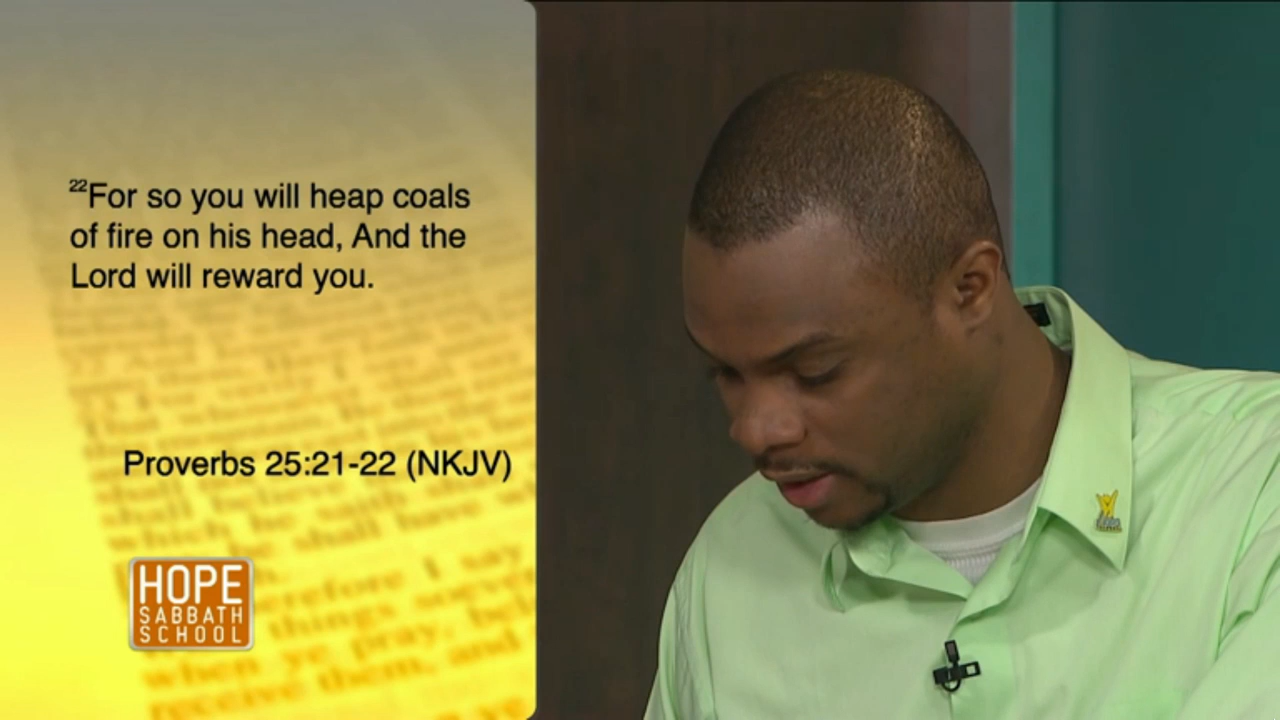 ²²For so you will heap coals
of fire on his head, And the
Lord will reward you.
Proverbs 25:21-22 (NKJV)
HOPE
SABBATH
SCHOOL